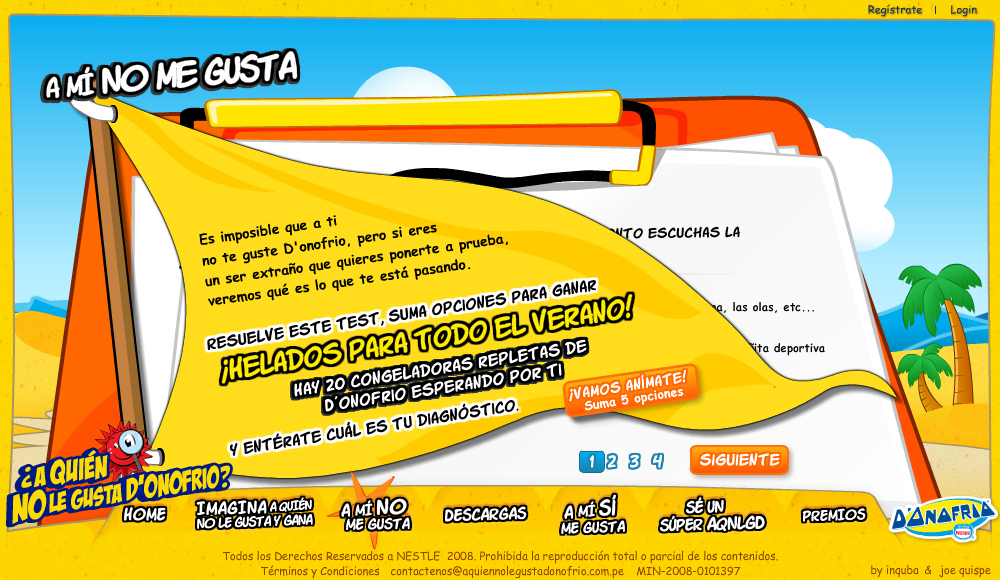 Regístrate | Login
A MÍ NO ME GUSTA
Es imposible que a ti
no te guste D'onofrio, pero si eres
un ser extraño que quieres ponerte a prueba,
veremos qué es lo que te está pasando.
RESUELVE ESTE TEST, SUMA OPCIONES PARA GANAR
¡HELADOS PARA TODO EL VERANO!
HAY 20 CONGELADORAS REPLETAS DE
D'ONOFRIO ESPERANDO POR TI
Y ENTÉRATE CUÁL ES TU DIAGNÓSTICO.
¡VAMOS ANÍMATE!
Suma 5 opciones
ESCUCHAS LA
las olas, etc...
deportiva
1 2 3 4 SIGUIENTE
¿A QUIÉN
NO LE GUSTA D'ONOFRIO?
HOME
IMAGINA A QUIÉN
NO LE GUSTA Y GANA
A MÍ NO
ME GUSTA
DESCARGAS
A MÍ SÍ
ME GUSTA
SÉ UN
SÚPER AQNLGD
PREMIOS
D'ONOFRIO
Nestlé
Todos los Derechos Reservados a NESTLE 2008. Prohibida la reproducción total o parcial de los contenidos.
Términos y Condiciones contactenos@aquiennolegustadonofrio.com.pe MIN-2008-0101397
by inquba & joe quispe